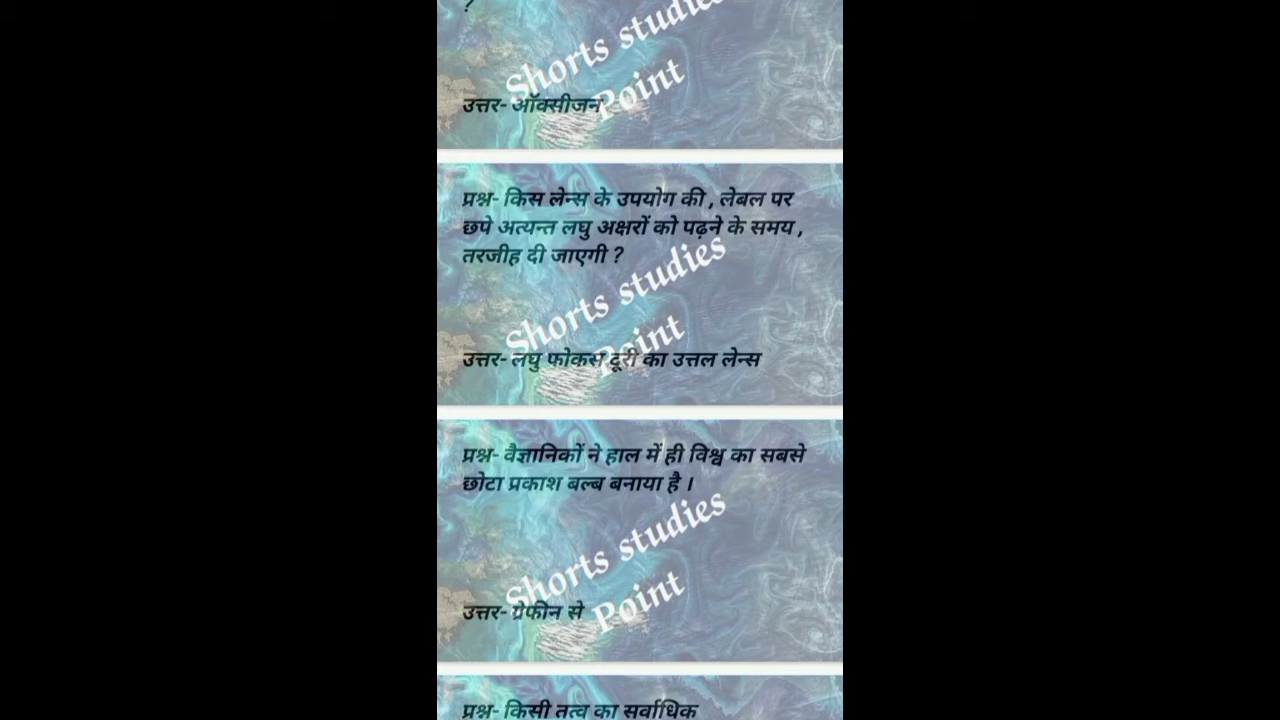 ?
Shorts studies
Point
उत्तर- ऑक्सीजन
प्रश्न- किस लेन्स के उपयोग की , लेबल पर
छपे अत्यन्त लघु अक्षरों को पढ़ने के समय ,
तरजीह दी जाएगी ?
Shorts studies
Point
उत्तर- लघु फोकस दूरी का उत्तल लेन्स
प्रश्न- वैज्ञानिकों ने हाल में ही विश्व का सबसे
छोटा प्रकाश बल्ब बनाया है ।
Shorts studies
Point
उत्तर- ग्रेफीन से
प्रश्न- किसी तत्व का सर्वाधिक